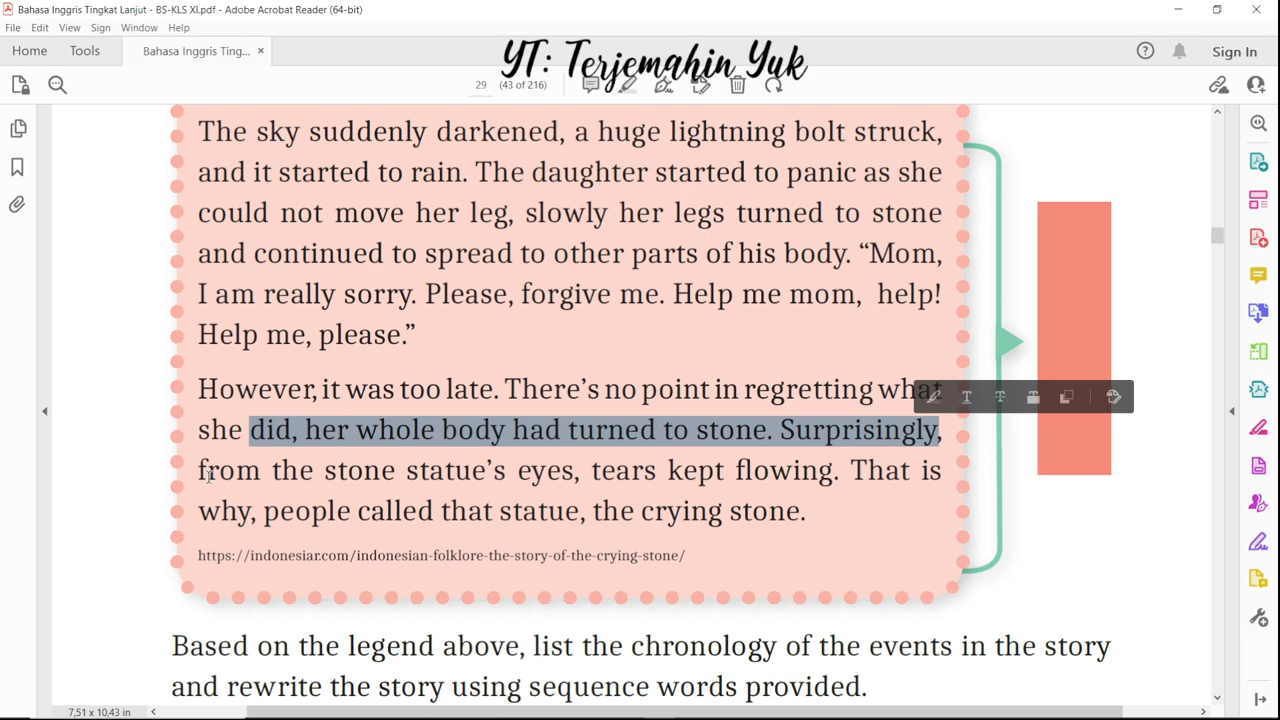 Bahasa Inggris Tingkat Lanjut - BS-KLS XI.pdf - Adobe Acrobat Reader (64-bit)
File Edit View Sign Window Help
Home Tools Bahasa Inggris Ting... × Sign In
YT: Terjemahin Yuk
29 (43 of 216)
The sky suddenly darkened, a huge lightning bolt struck,
and it started to rain. The daughter started to panic as she
could not move her leg, slowly her legs turned to stone
and continued to spread to other parts of his body. “Mom,
I am really sorry. Please, forgive me. Help me mom, help!
Help me, please.”
However, it was too late. There’s no point in regretting what
she did, her whole body had turned to stone. Surprisingly,
from the stone statue’s eyes, tears kept flowing. That is
why, people called that statue, the crying stone.
https://indonesiar.com/indonesian-folklore-the-story-of-the-crying-stone/
Based on the legend above, list the chronology of the events in the story
and rewrite the story using sequence words provided.
7,51 x 10,43 in